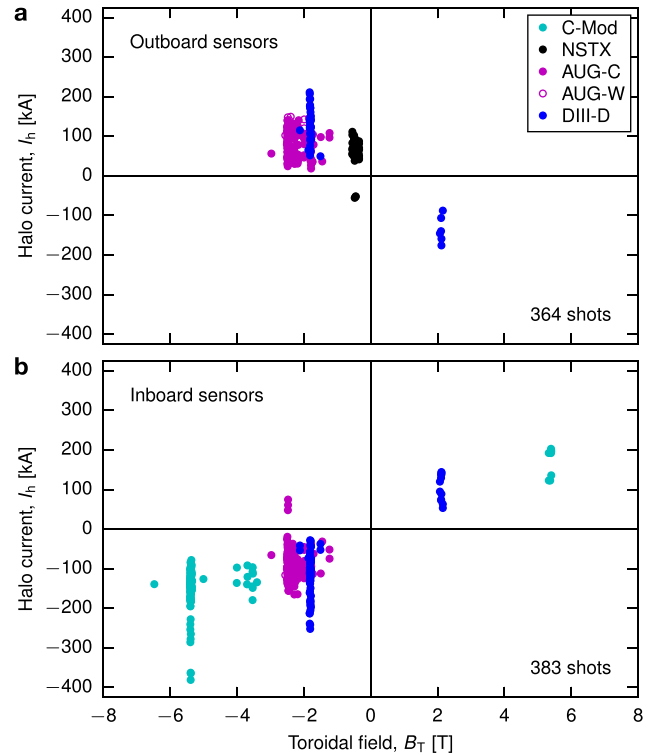 a
400
300
200
100
0
−100
−200
−300
−400
Halo current, Ih [kA]
Outboard sensors
C-Mod
NSTX
AUG-C
AUG-W
DIII-D
364 shots
b
400
300
200
100
0
−100
−200
−300
−400
Halo current, Ih [kA]
Inboard sensors
383 shots
−8 −6 −4 −2 0 2 4 6 8
Toroidal field, BT [T]